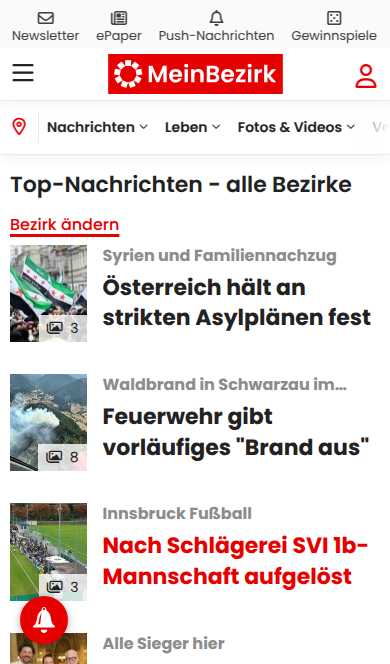 Newsletter ePaper Push-Nachrichten Gewinnspiele
MeinBezirk
Nachrichten Leben Fotos & Videos
Top-Nachrichten - alle Bezirke
Bezirk ändern
Syrien und Familiennachzug
Österreich hält an
strikten Asylplänen fest
3
Waldbrand in Schwarzau im...
Feuerwehr gibt
vorläufiges "Brand aus"
8
Innsbruck Fußball
Nach Schlägerei SVI 1b-
Mannschaft aufgelöst
3
Alle Sieger hier